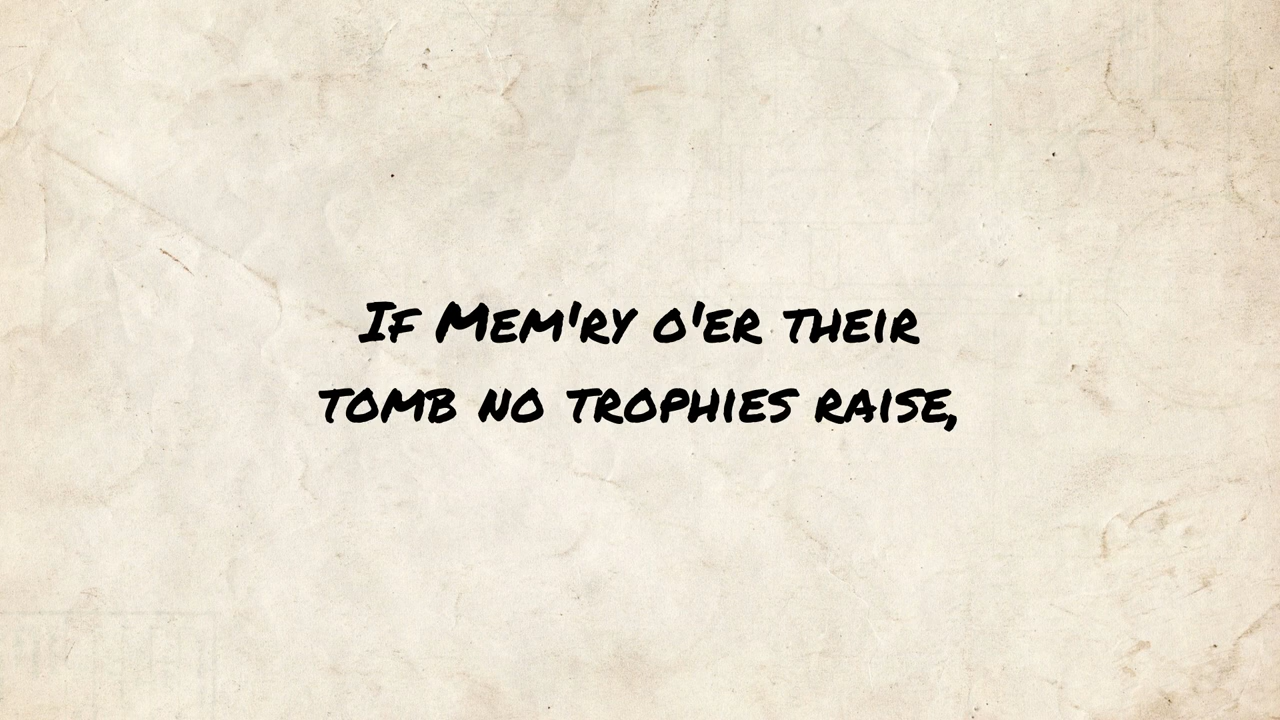 If Mem'ry o'er their
tomb no trophies raise,